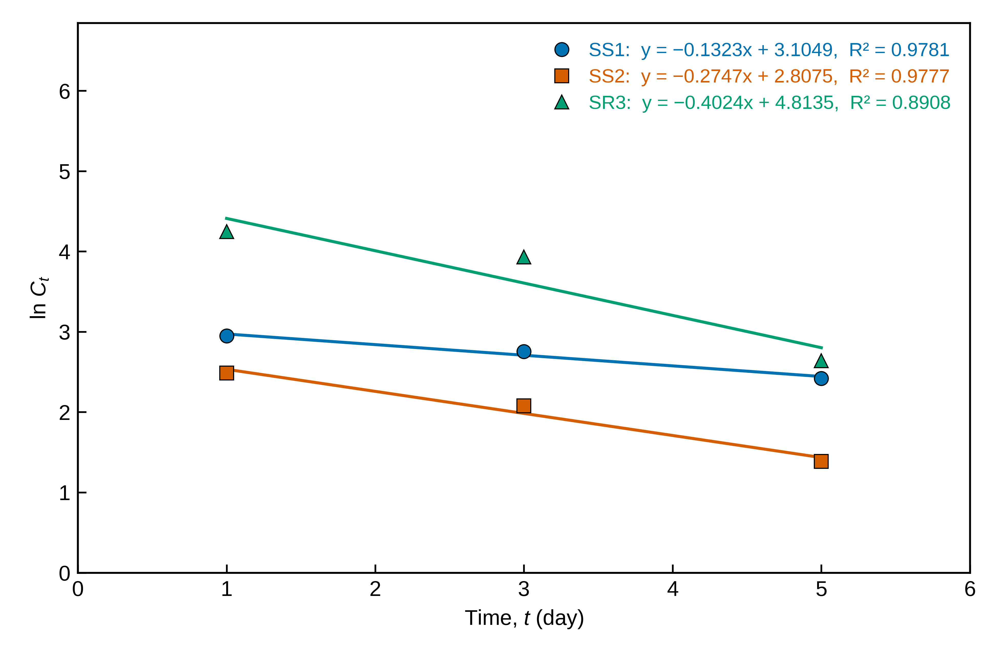 SS1: y = −0.1323x + 3.1049, R² = 0.9781
SS2: y = −0.2747x + 2.8075, R² = 0.9777
SR3: y = −0.4024x + 4.8135, R² = 0.8908
6
5
4
3
2
1
0
ln Cₜ
0 1 2 3 4 5 6
Time, t (day)